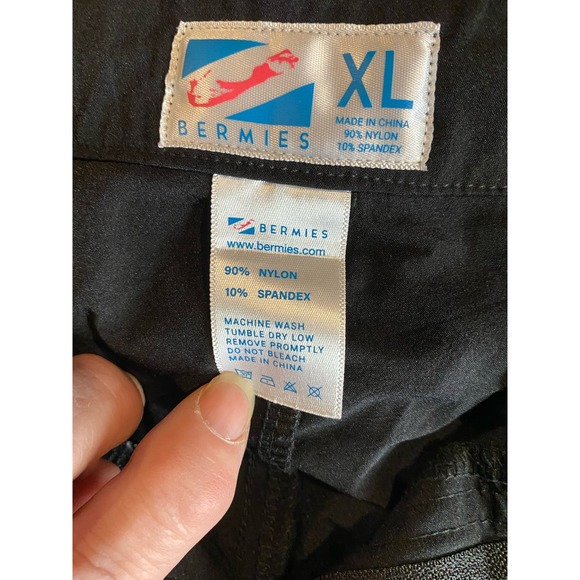 BERMIES
XL
MADE IN CHINA
90% NYLON
10% SPANDEX
BERMIES
www.bermies.com
90% NYLON
10% SPANDEX
MACHINE WASH
TUMBLE DRY LOW
REMOVE PROMPTLY
DO NOT BLEACH
MADE IN CHINA